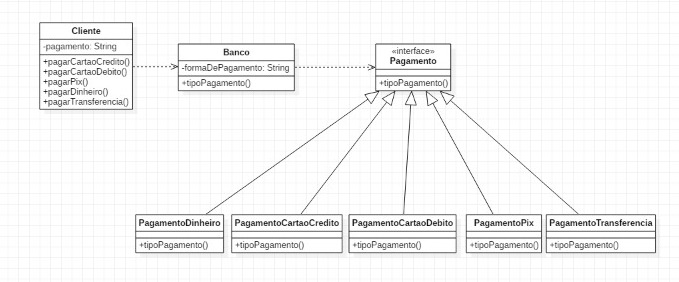 Cliente
-pagamento: String
+pagarCartaoCredito()
+pagarCartaoDebito()
+pagarPix()
+pagarDinheiro()
+pagarTransferencia()
Banco
-formaDePagamento: String
+tipoPagamento()
«interface»
Pagamento
+tipoPagamento()
PagamentoDinheiro
+tipoPagamento()
PagamentoCartaoCredito
+tipoPagamento()
PagamentoCartaoDebito
+tipoPagamento()
PagamentoPix
+tipoPagamento()
PagamentoTransferencia
+tipoPagamento()